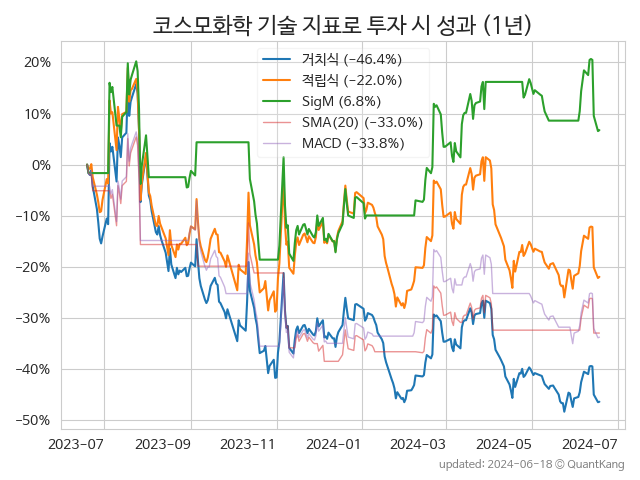 코스모화학 기술 지표로 투자 시 성과 (1년)
거치식 (−46.4%)
적립식 (−22.0%)
SigM (6.8%)
SMA(20) (−33.0%)
MACD (−33.8%)
20%
10%
0%
−10%
−20%
−30%
−40%
−50%
2023−07 2023−09 2023−11 2024−01 2024−03 2024−05 2024−07
updated: 2024−06−18 © QuantKang